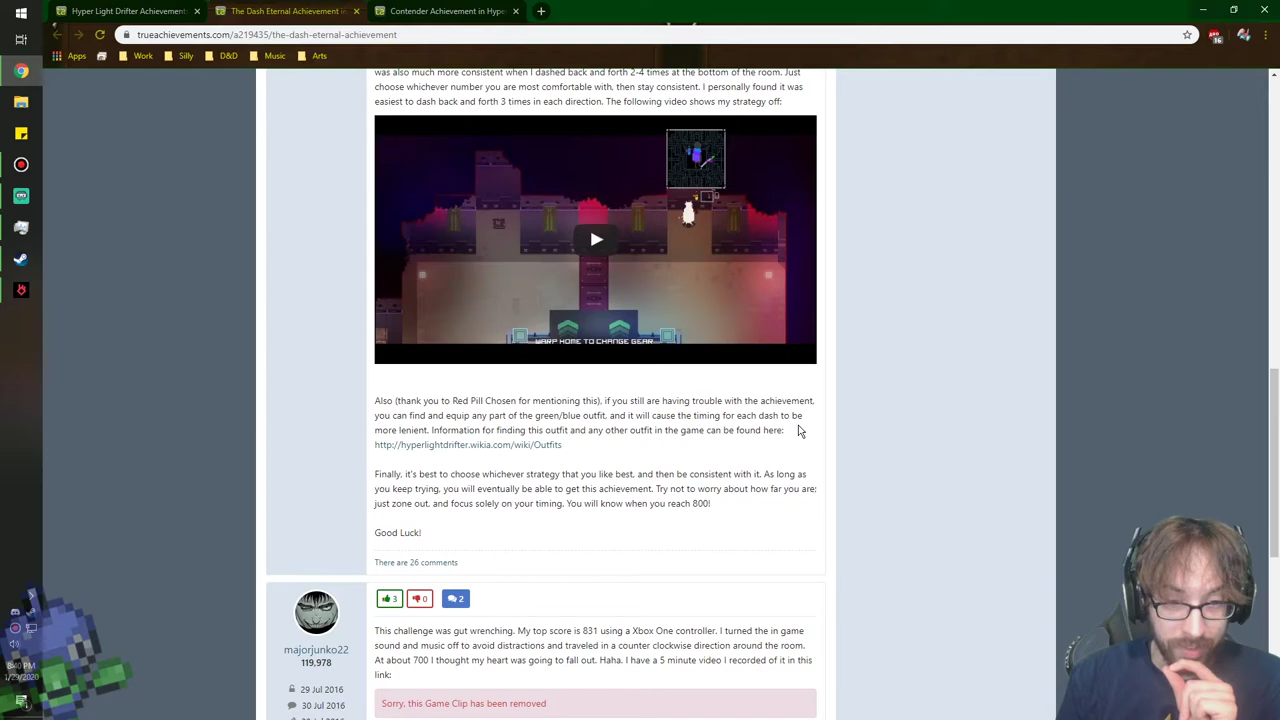 Hyper Light Drifter Achievements
The Dash Eternal Achievement in
Contender Achievement in Hype
trueachievements.com/a219435/the-dash-eternal-achievement
Apps Work Silly D&D Music Arts
was also much more consistent when I dashed back and forth 2-4 times at the bottom of the room. Just
choose whichever number you are most comfortable with, then stay consistent. I personally found it was
easiest to dash back and forth 3 times in each direction. The following video shows my strategy off:
WARP HOME TO CHANGE GEAR
Also (thank you to Red Pill Chosen for mentioning this), if you still are having trouble with the achievement,
you can find and equip any part of the green/blue outfit, and it will cause the timing for each dash to be
more lenient. Information for finding this outfit and any other outfit in the game can be found here:
http://hyperlightdrifter.wikia.com/wiki/Outfits
Finally, it's best to choose whichever strategy that you like best, and then be consistent with it. As long as
you keep trying, you will eventually be able to get this achievement. Try not to worry about how far you are;
just zone out, and focus solely on your timing. You will know when you reach 800!
Good Luck!
There are 26 comments
3 0 2
majorjunko22
119,978
29 Jul 2016
30 Jul 2016
This challenge was gut wrenching. My top score is 831 using a Xbox One controller. I turned the in game
sound and music off to avoid distractions and traveled in a counter clockwise direction around the room.
At about 700 I thought my heart was going to fall out. Haha. I have a 5 minute video I recorded of it in this
link:
Sorry, this Game Clip has been removed
8:40 PM
1/29/2020